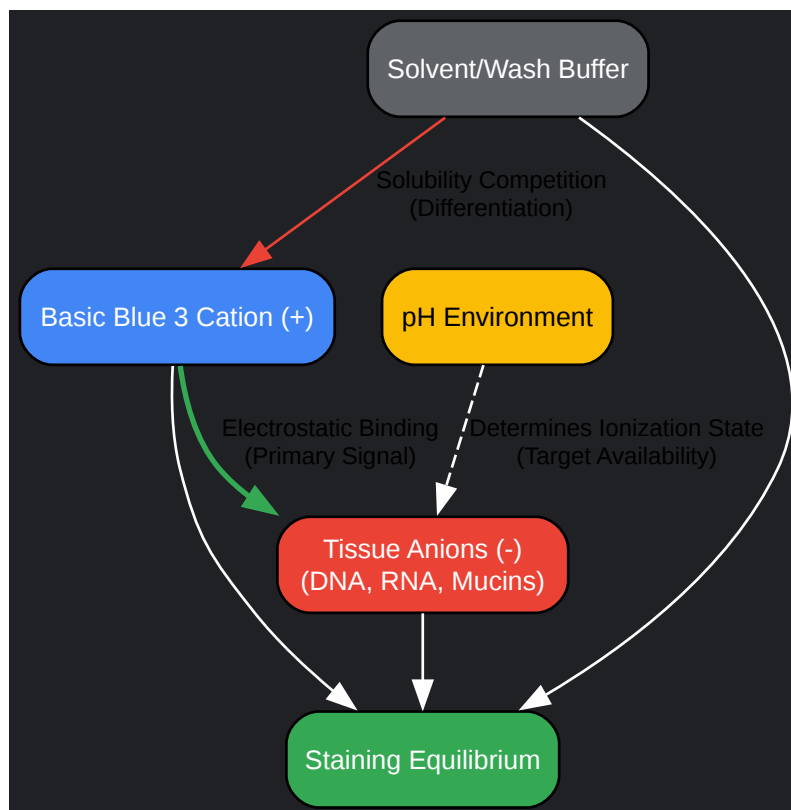 Solvent/Wash Buffer
Solubility Competition
(Differentiation)
Basic Blue 3 Cation (+)
pH Environment
Electrostatic Binding
(Primary Signal)
Determines Ionization State
(Target Availability)
Tissue Anions (-)
(DNA, RNA, Mucins)
Staining Equilibrium